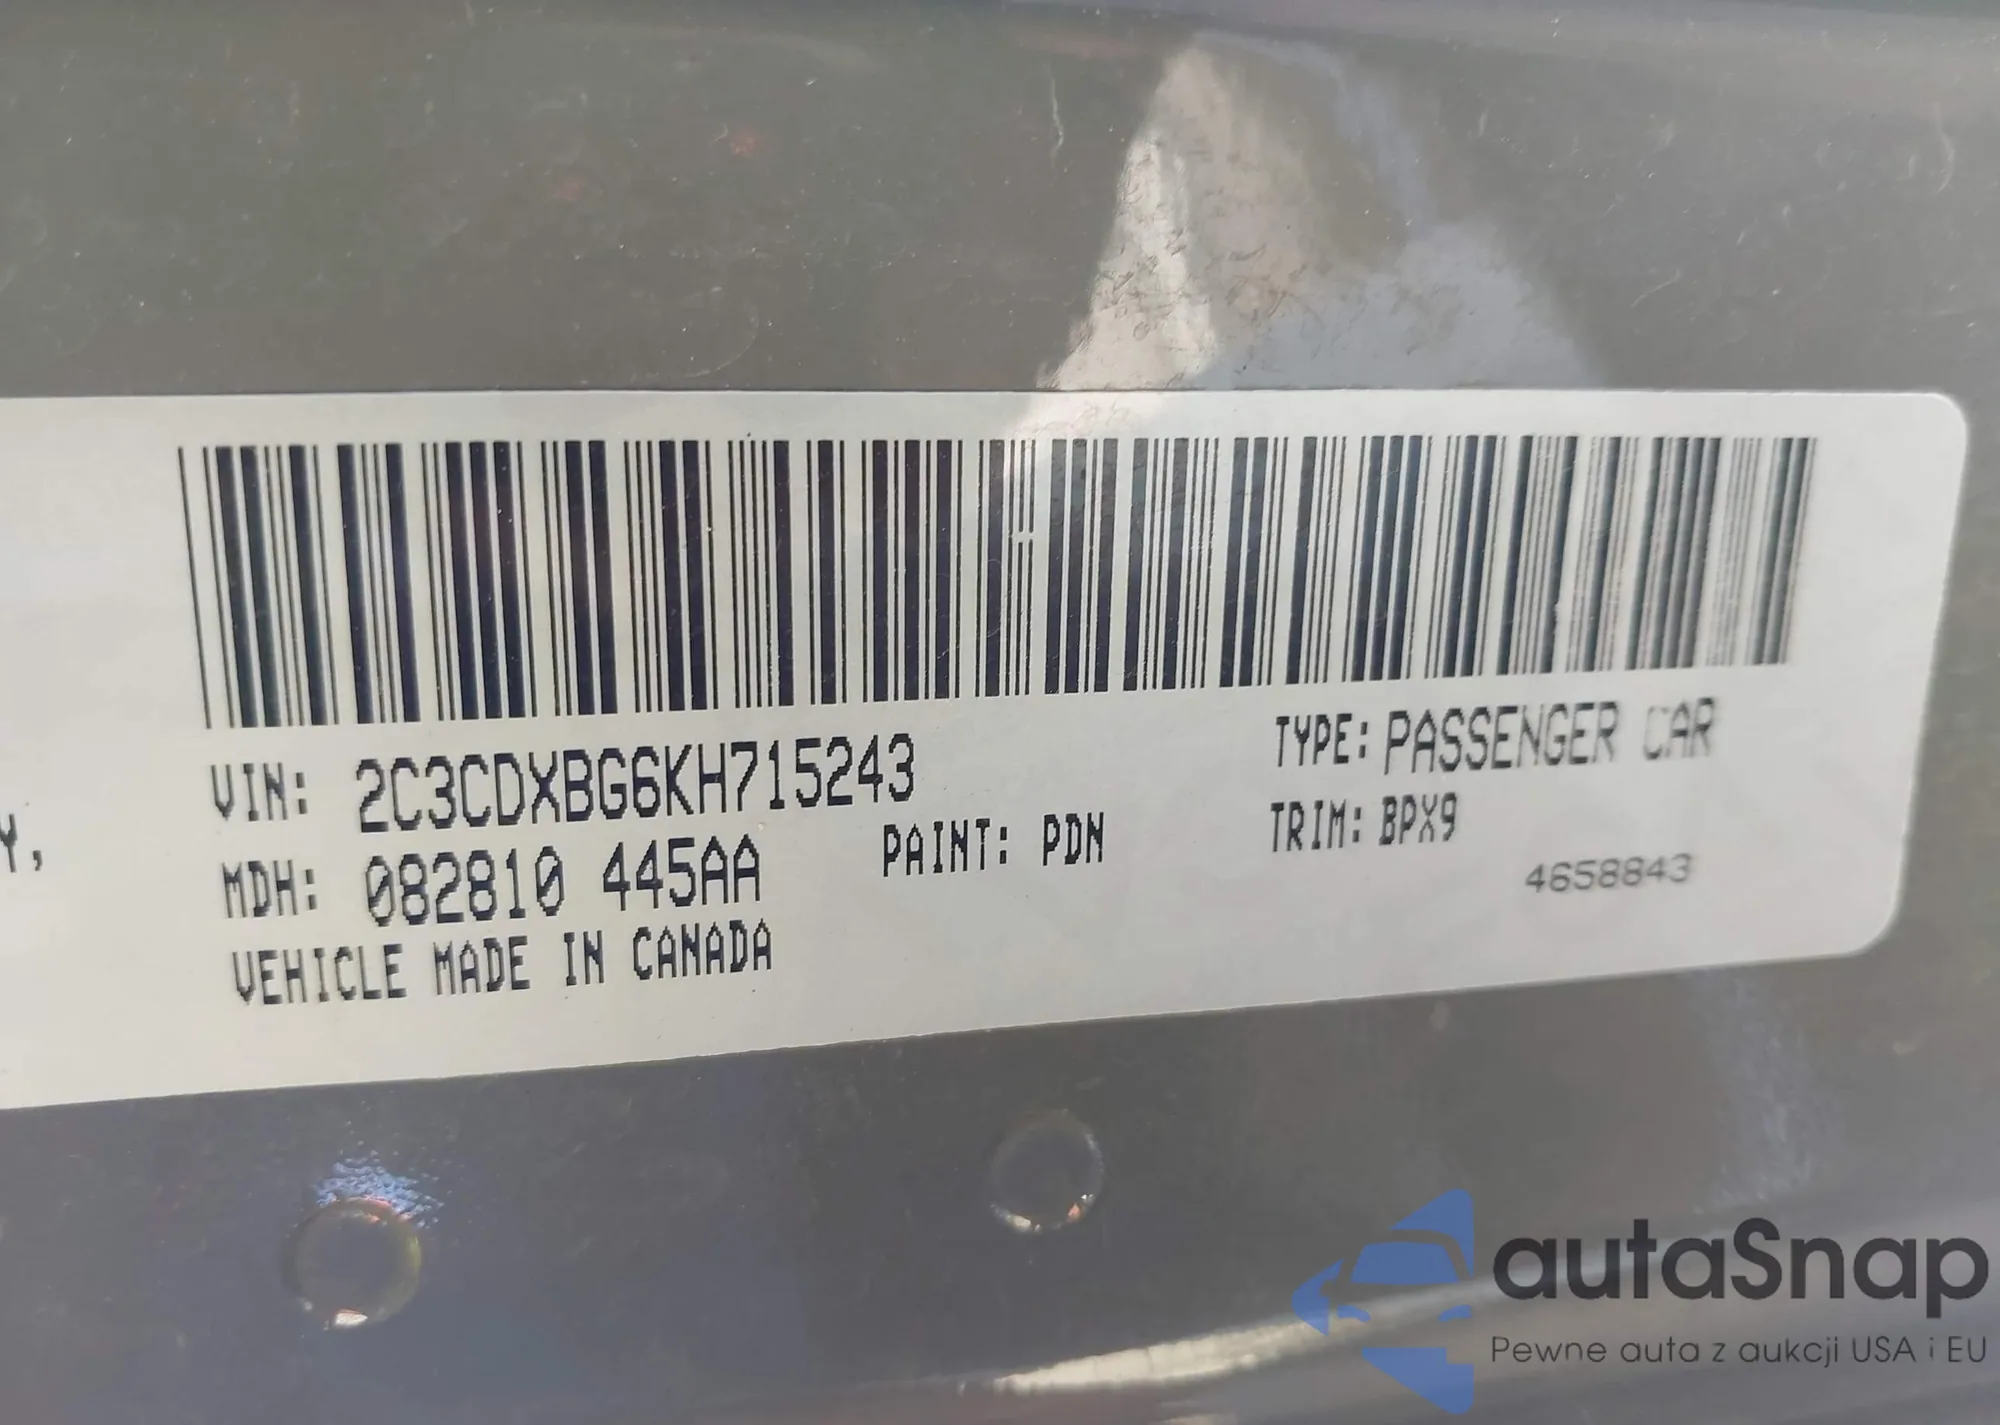 Y,
VIN: 2C3CDXBG6KH715243
TYPE: PASSENGER CAR
MDH: 082810 445AA
PAINT: PDN
TRIM: BPX9
4658843
VEHICLE MADE IN CANADA
autaSnap
Pewne auta z aukcji USA i EU